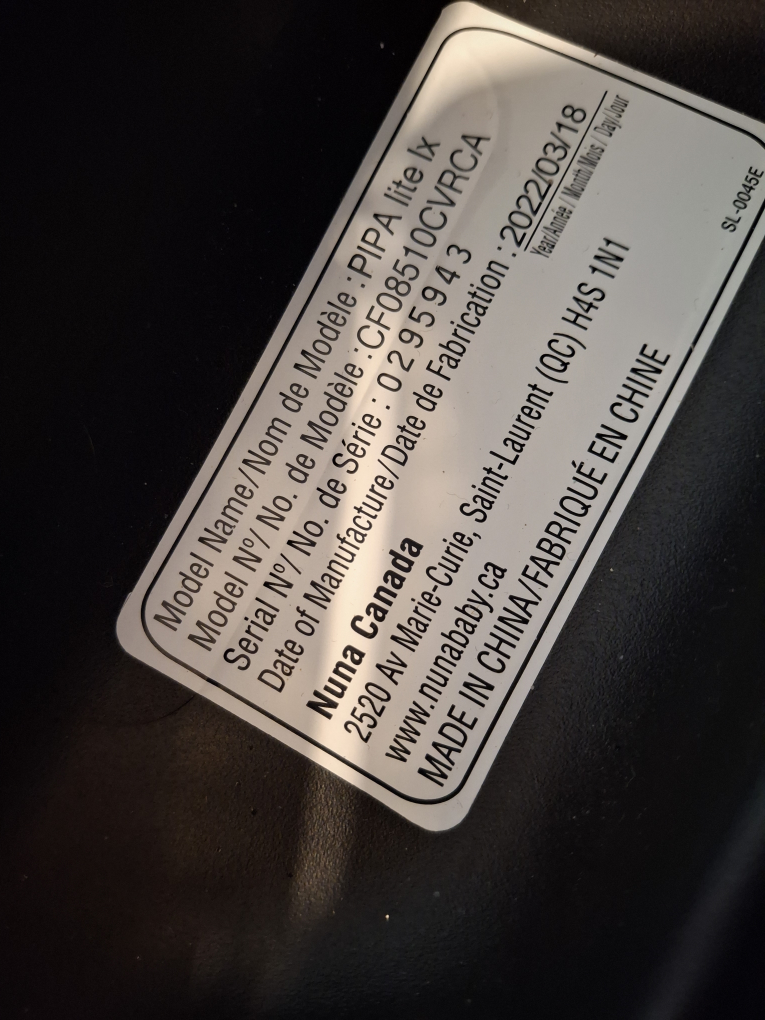 Model Name/Nom de Modèle :PIPA lite lx
Model Nº/ No. de Modèle :CF08510CVRCA
Serial Nº/ No. de Série : 0295943
Date of Manufacture/Date de Fabrication : 2022/03/18
Year/Année / Month/Mois / Day/Jour
Nuna Canada
2520 Av Marie-Curie, Saint-Laurent (QC) H4S 1N1
www.nunababy.ca
MADE IN CHINA/FABRIQUÉ EN CHINE
SL-0045E